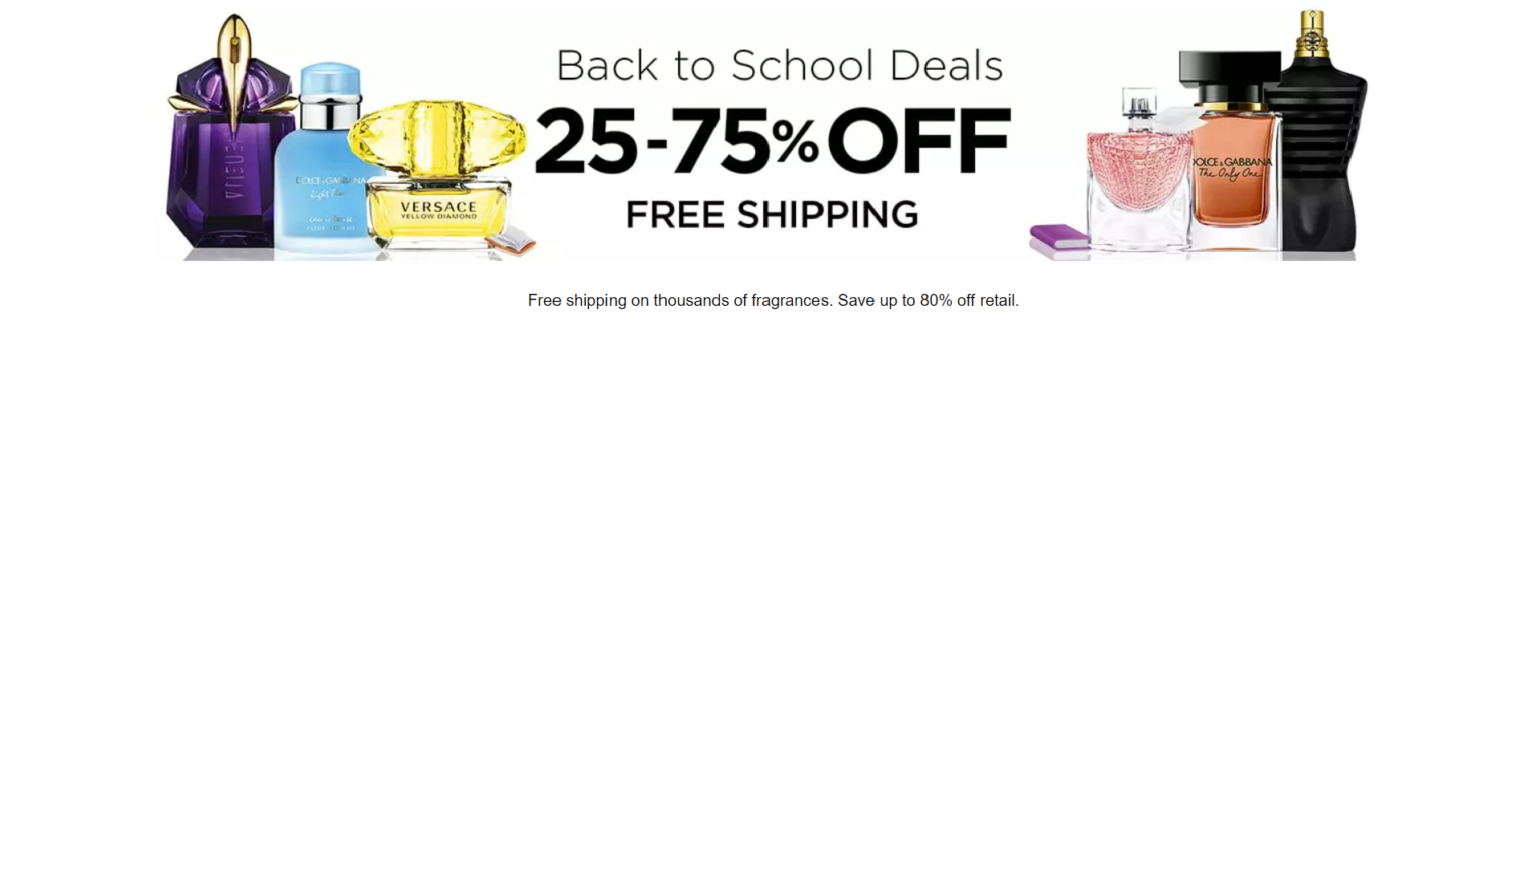 Back to School Deals
25-75% OFF
FREE SHIPPING
ALIEN
DOLCE & GABBANA
Light Blue
VERSACE
YELLOW DIAMOND
DOLCE & GABBANA
The Only One
Free shipping on thousands of fragrances. Save up to 80% off retail.